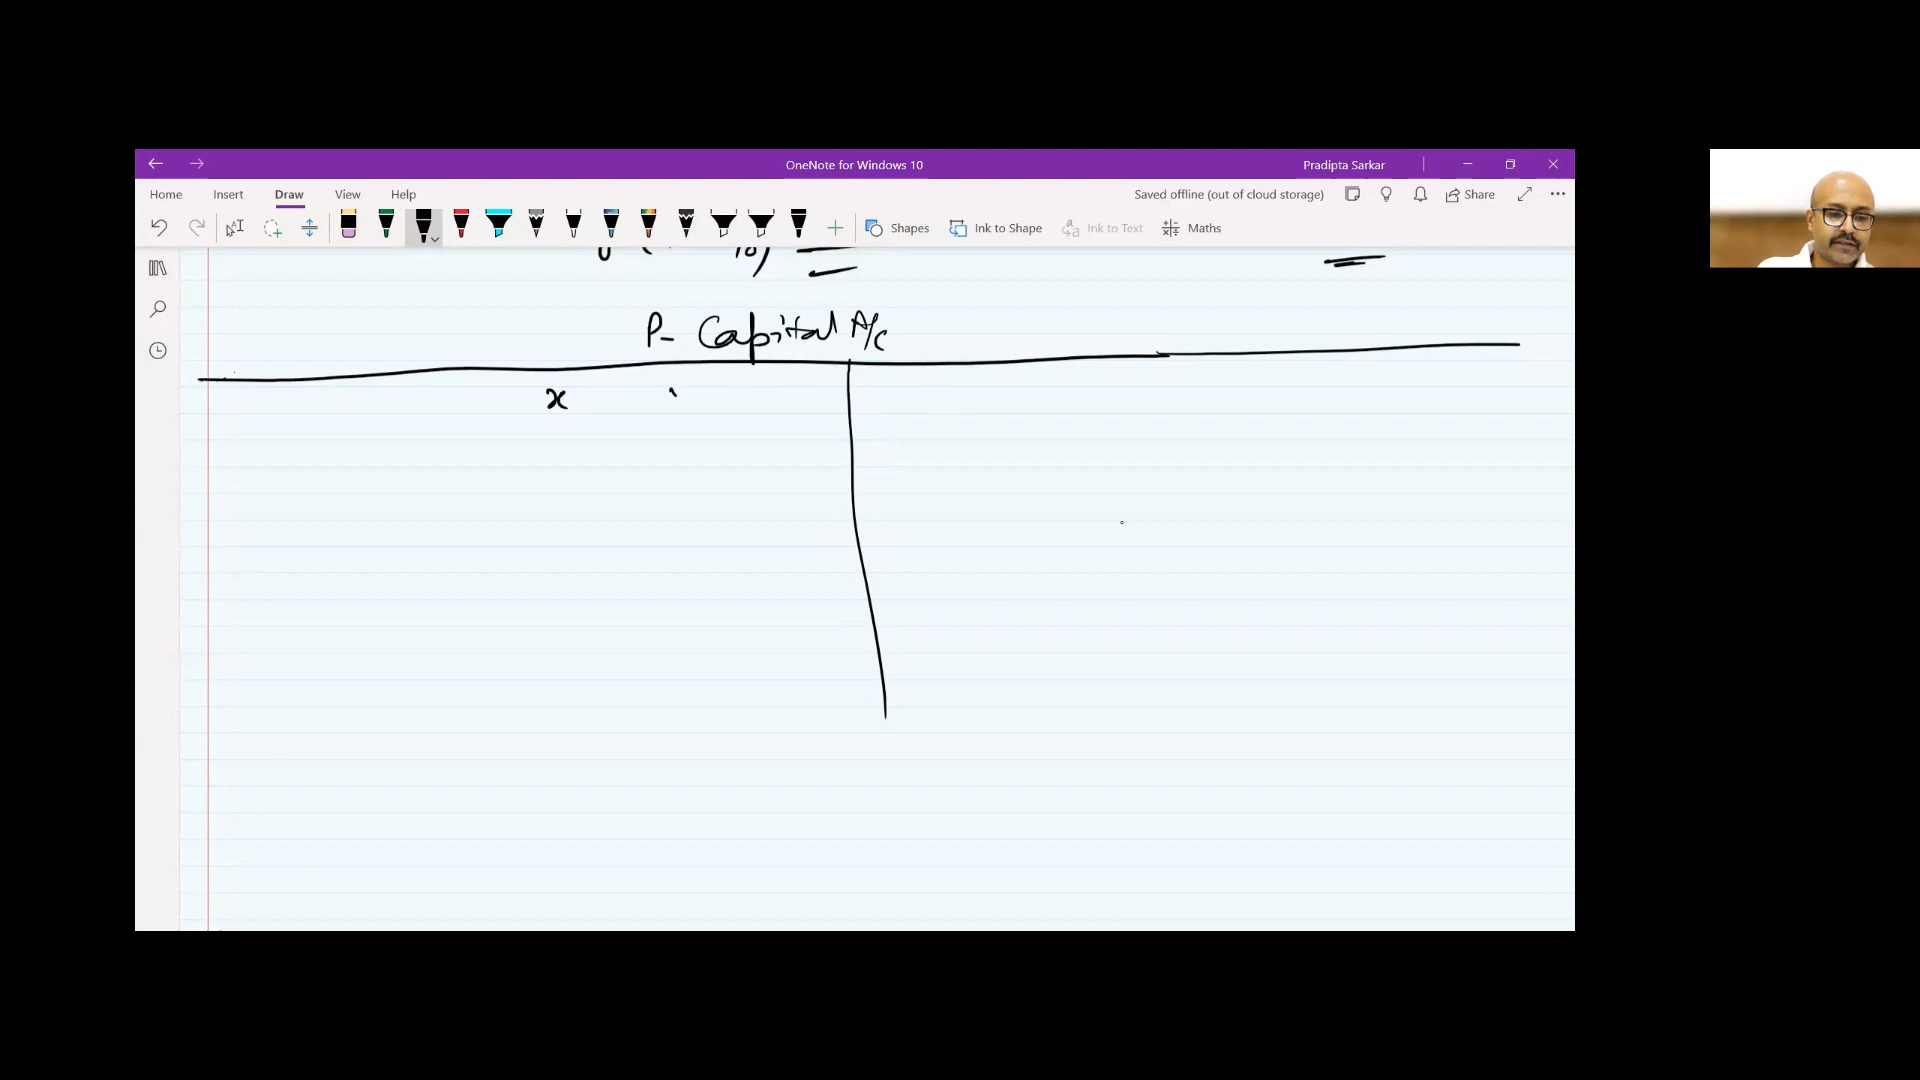 OneNote for Windows 10
Pradipta Sarkar
Home Insert Draw View Help
Saved offline (out of cloud storage)
Share
Shapes
Ink to Shape
Ink to Text
Maths
P- Capital A/c
x